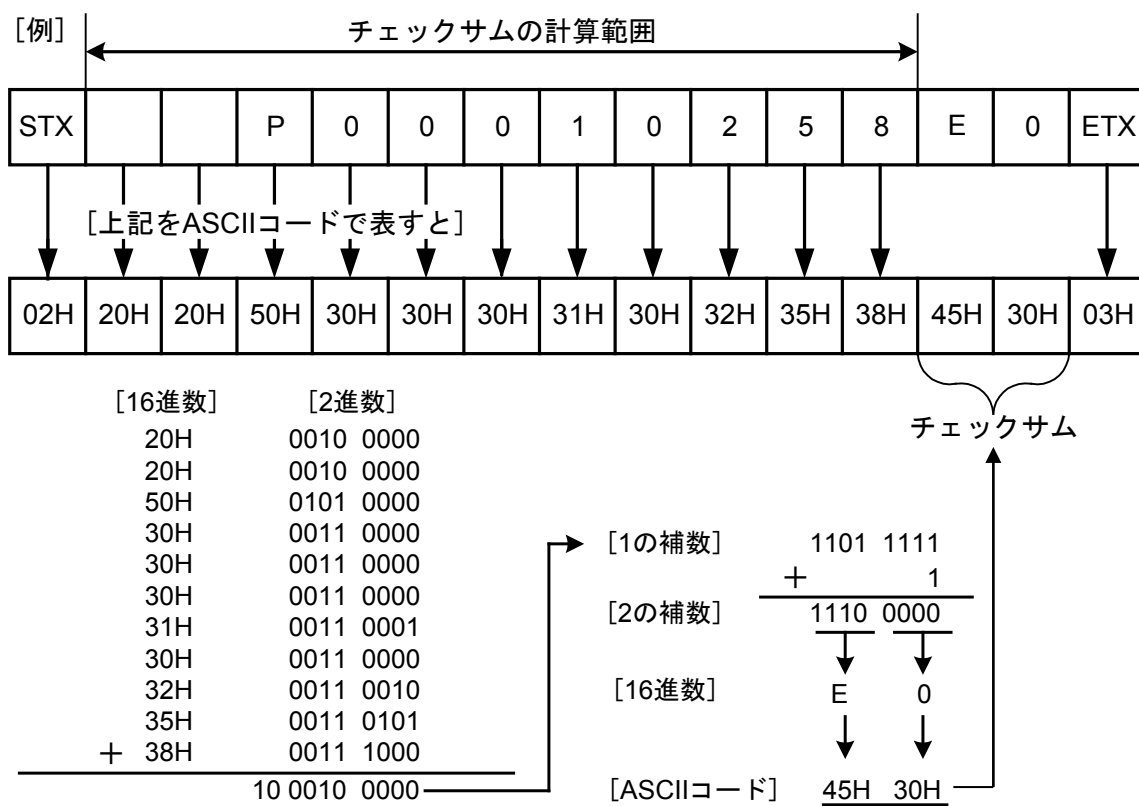 [例]
チェックサムの計算範囲
STX P 0 0 0 1 0 2 5 8 E 0 ETX
[上記をASCIIコードで表すと]
02H 20H 20H 50H 30H 30H 30H 31H 30H 32H 35H 38H 45H 30H 03H
チェックサム
[16進数] [2進数]
20H 0010 0000
20H 0010 0000
50H 0101 0000
30H 0011 0000
30H 0011 0000
30H 0011 0000
31H 0011 0001
30H 0011 0000
32H 0011 0010
35H 0011 0101
+ 38H 0011 1000
10 0010 0000
[1の補数] 1101 1111
+ 1
[2の補数] 1110 0000
[16進数] E 0
[ASCIIコード] 45H 30H